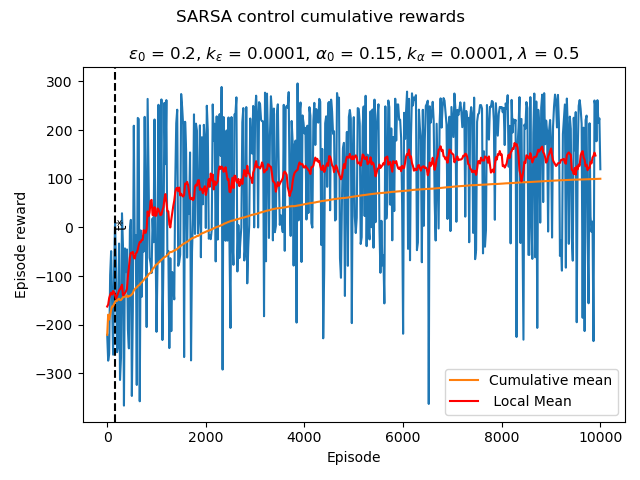 SARSA control cumulative rewards
ε₀ = 0.2, kε = 0.0001, α₀ = 0.15, kα = 0.0001, λ = 0.5
Episode reward
300
200
100
0
−100
−200
−300
Cumulative mean
Local Mean
0
2000
4000
6000
8000
10000
Episode